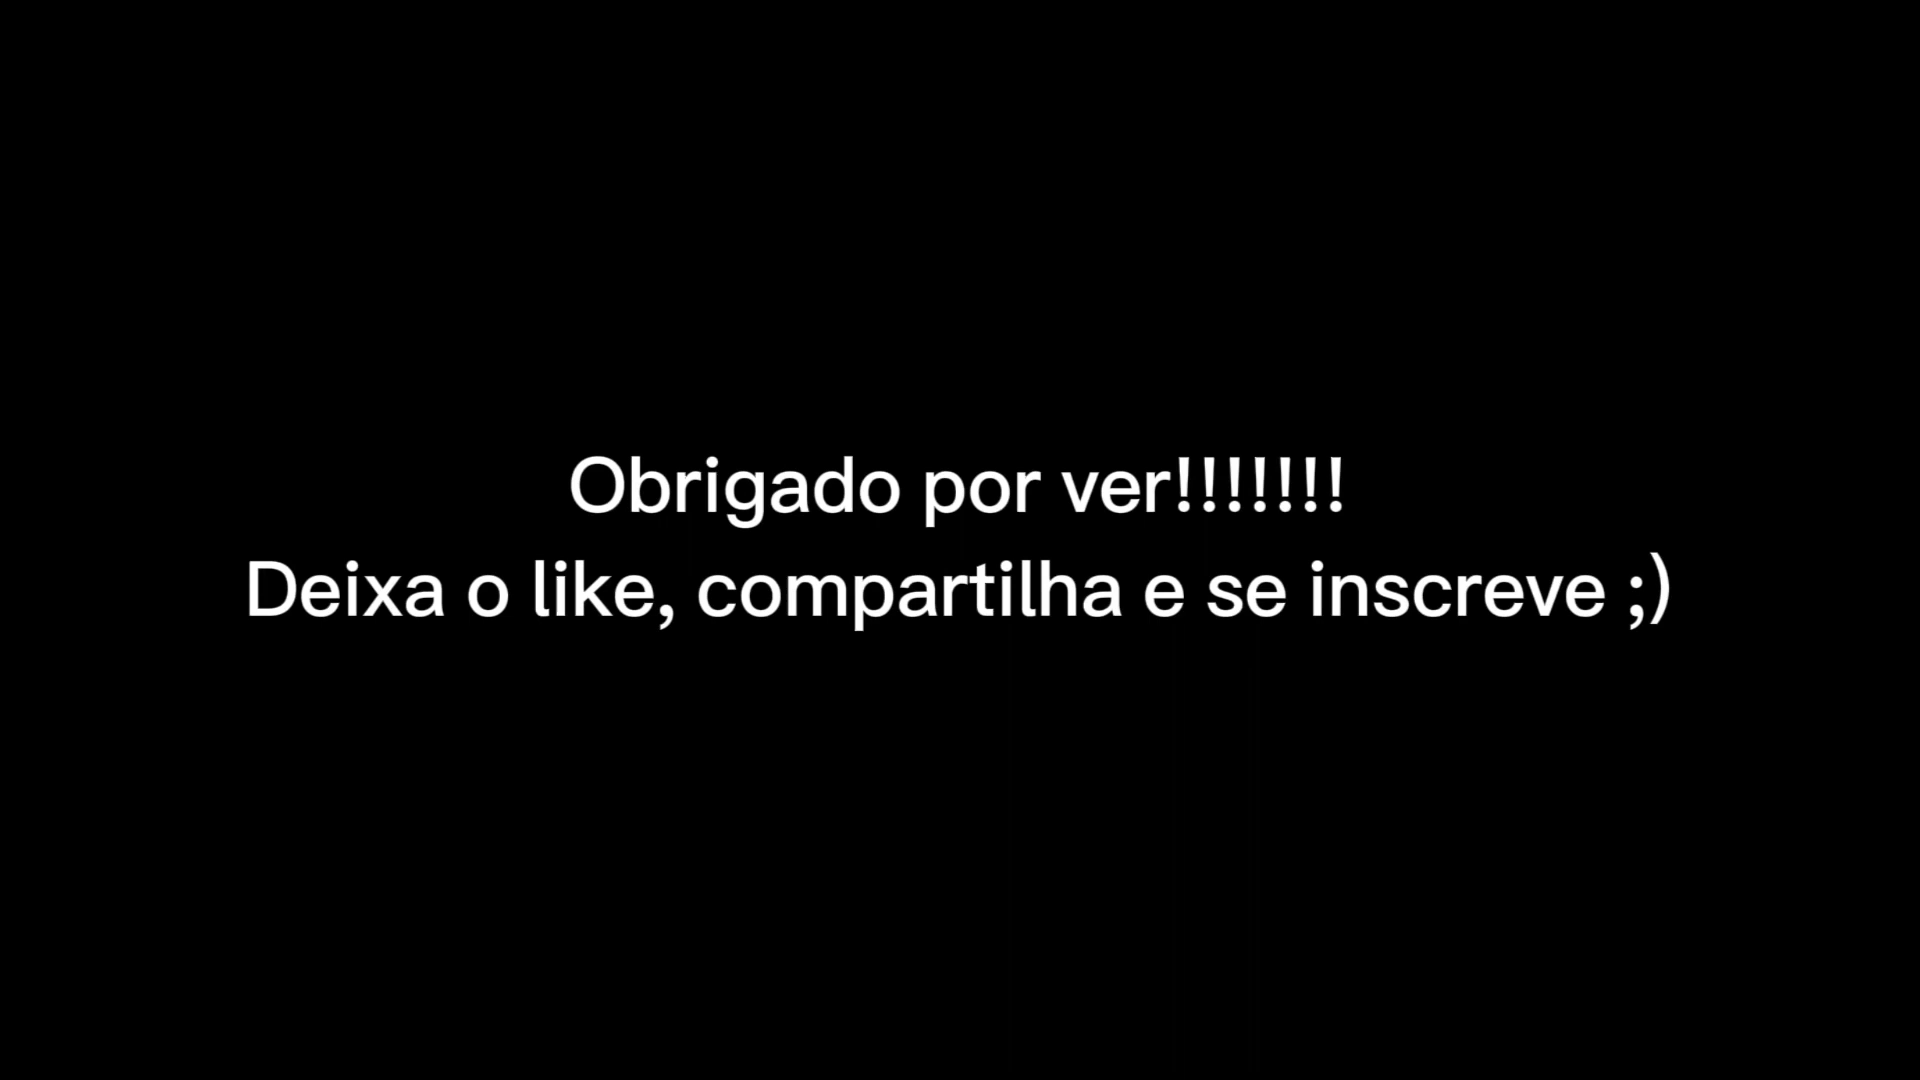 Obrigado por ver!!!!!!!
Deixa o like, compartilha e se inscreve ;)